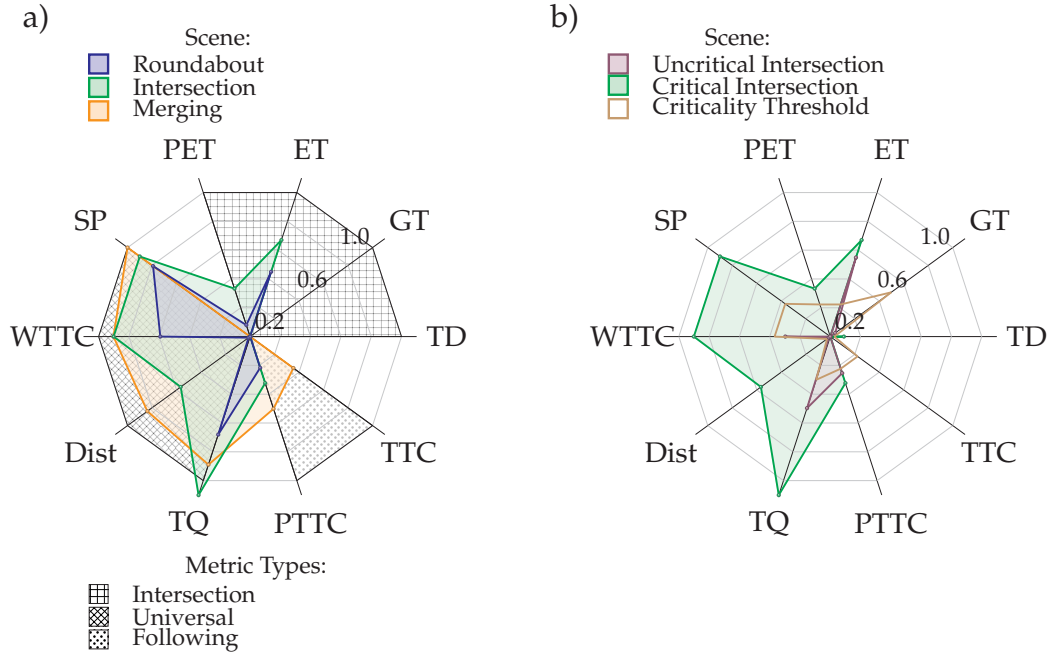 a)
Scene:
Roundabout
Intersection
Merging
PET
ET
SP
GT
1.0
0.6
0.2
WTTC
TD
Dist
TTC
TQ
PTTC
Metric Types:
Intersection
Universal
Following
b)
Scene:
Uncritical Intersection
Critical Intersection
Criticality Threshold
PET
ET
SP
GT
1.0
0.6
0.2
WTTC
TD
Dist
TTC
TQ
PTTC